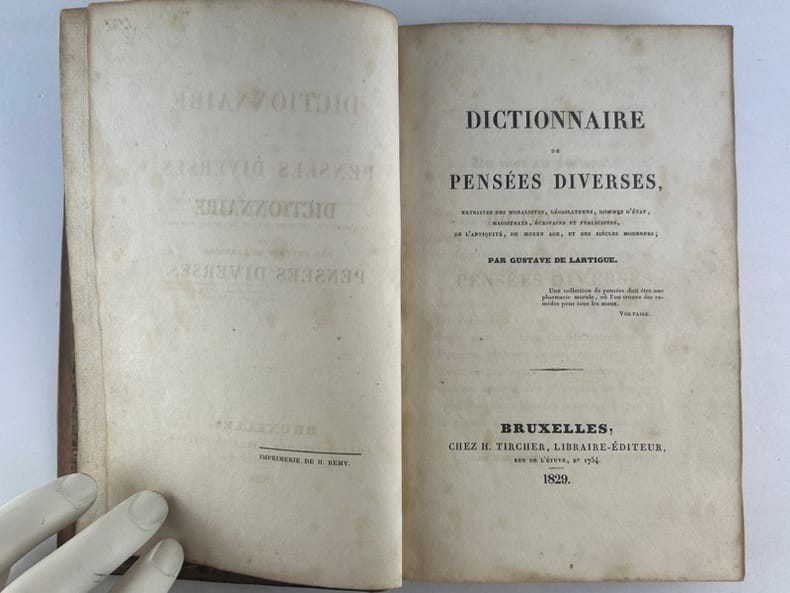 IMPRIMERIE DE H. REMY.
DICTIONNAIRE
DE
PENSÉES DIVERSES,
EXTRAITES DES MORALISTES, LÉGISLATEURS, HOMMES D'ÉTAT,
MAGISTRATS, ÉCRIVAINS ET PUBLICISTES,
DE L'ANTIQUITÉ, DU MOYEN AGE, ET DES SIÈCLES MODERNES;
PAR GUSTAVE DE LARTIGUE.
Une collection de pensées doit être une
pharmacie morale, où l'on trouve des re-
mèdes pour tous les maux.
VOLTAIRE.
BRUXELLES,
CHEZ H. TIRCHER, LIBRAIRE-ÉDITEUR,
RUE DE L'ÉTUVE, Nº 1754.
1829.